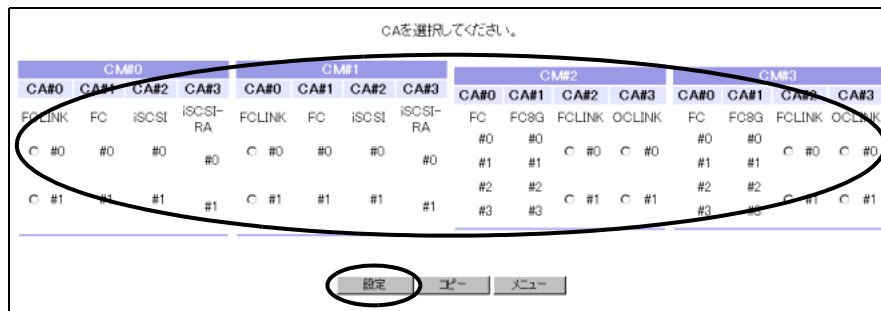 CAを選択してください。
CM#0 CM#1 CM#2 CM#3
CA#0 CA#1 CA#2 CA#3 CA#0 CA#1 CA#2 CA#3 CA#0 CA#1 CA#2 CA#3 CA#0 CA#1 CA#2 CA#3
FCLINK FC iSCSI iSCSI-RA FCLINK FC iSCSI iSCSI-RA FC FC8G FCLINK OCLINK FC FC8G FCLINK OCLINK
#0 #0 #0 #0 #0 #0 #0 #0 #0 #0 #0 #0 #0 #0 #0 #0
#1 #1 #1 #1
#2 #2 #2 #2
#1 #1 #1 #1 #1 #1 #1 #1 #1 #1 #1 #1
#3 #3 #3 #3
設定 コピー メニュー